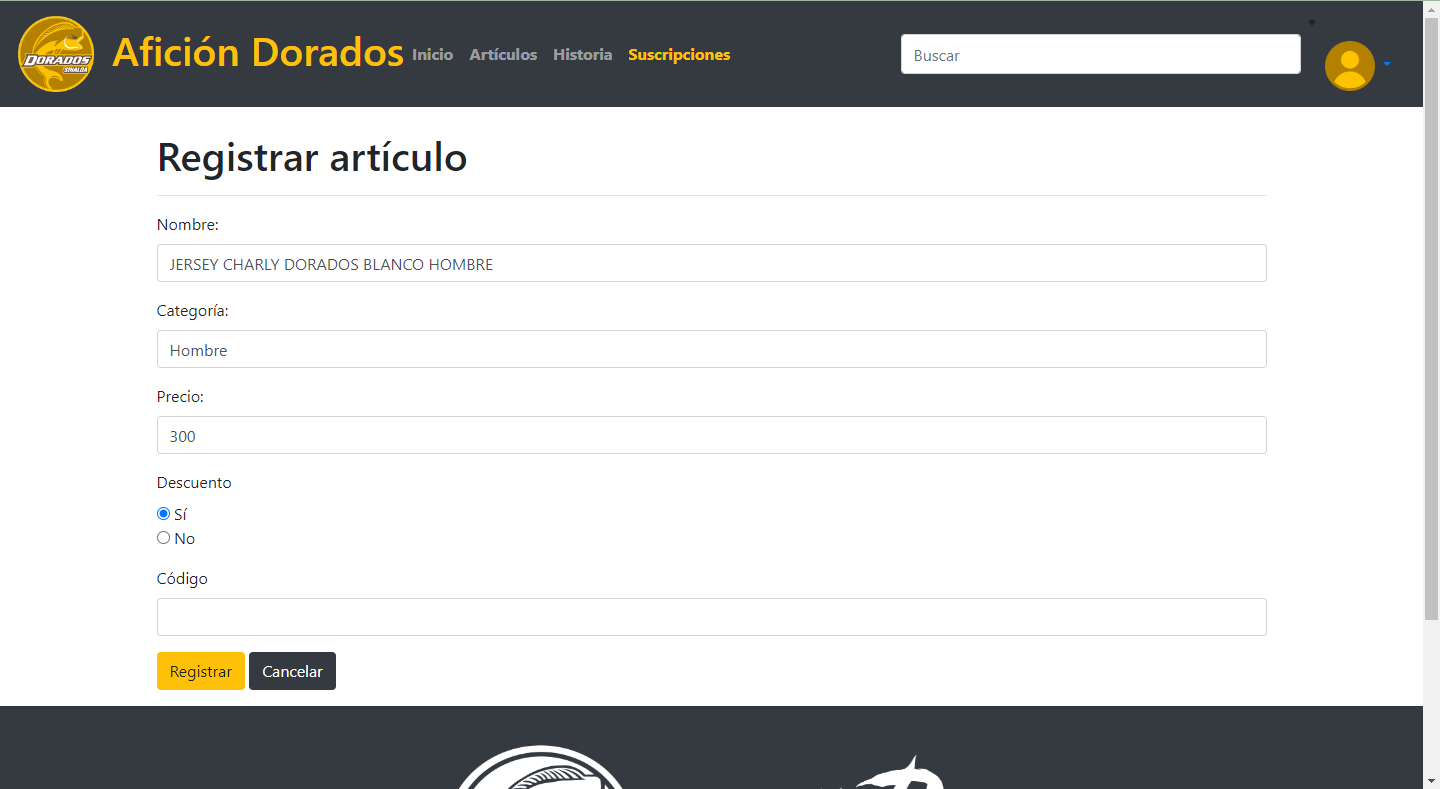 DORADOS
SINALOA
Afición Dorados
Inicio Artículos Historia Suscripciones
Buscar
Registrar artículo
Nombre:
JERSEY CHARLY DORADOS BLANCO HOMBRE
Categoría:
Hombre
Precio:
300
Descuento
Sí
No
Código
Registrar Cancelar